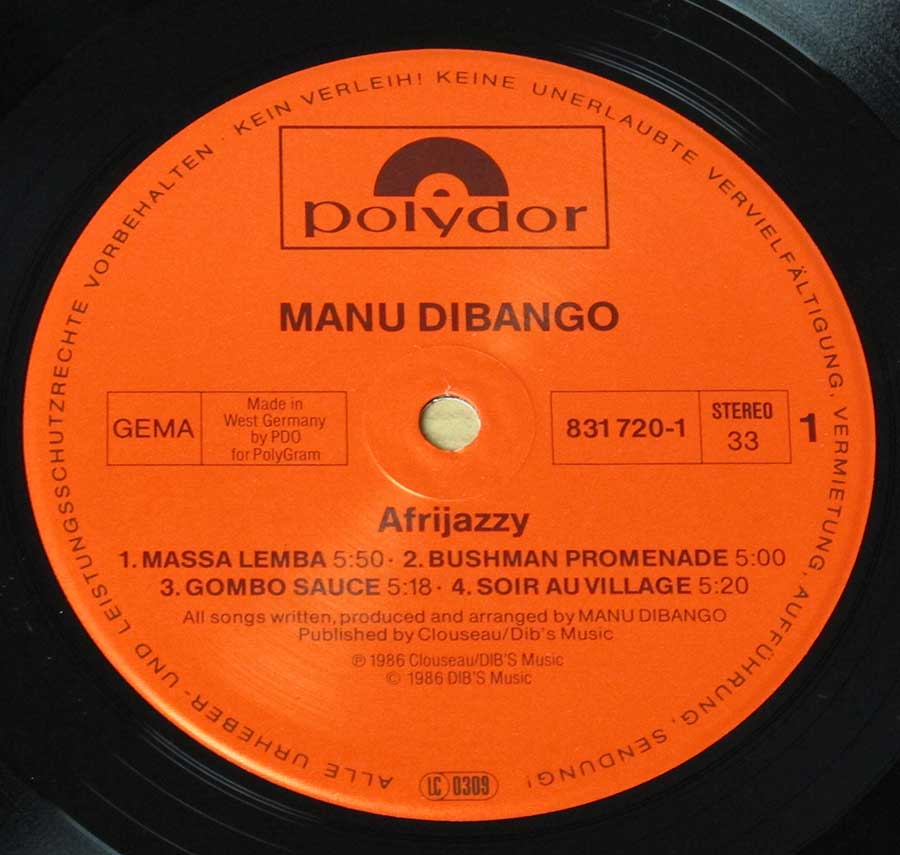 ALLE URHEBER- UND LEISTUNGSSCHUTZRECHTE VORBEHALTEN · KEIN VERLEIH! KEINE UNERLAUBTE VERVIELFÄLTIGUNG, VERMIETUNG, AUFFÜHRUNG, SENDUNG!
polydor
MANU DIBANGO
GEMA
Made in
West Germany
by PDO
for PolyGram
831 720-1
STEREO
33
1
Afrijazzy
1. MASSA LEMBA 5:50 · 2. BUSHMAN PROMENADE 5:00
3. GOMBO SAUCE 5:18 · 4. SOIR AU VILLAGE 5:20
All songs written, produced and arranged by MANU DIBANGO
Published by Clouseau/Dib's Music
℗ 1986 Clouseau/DIB'S Music
© 1986 DIB'S Music
LC 0309